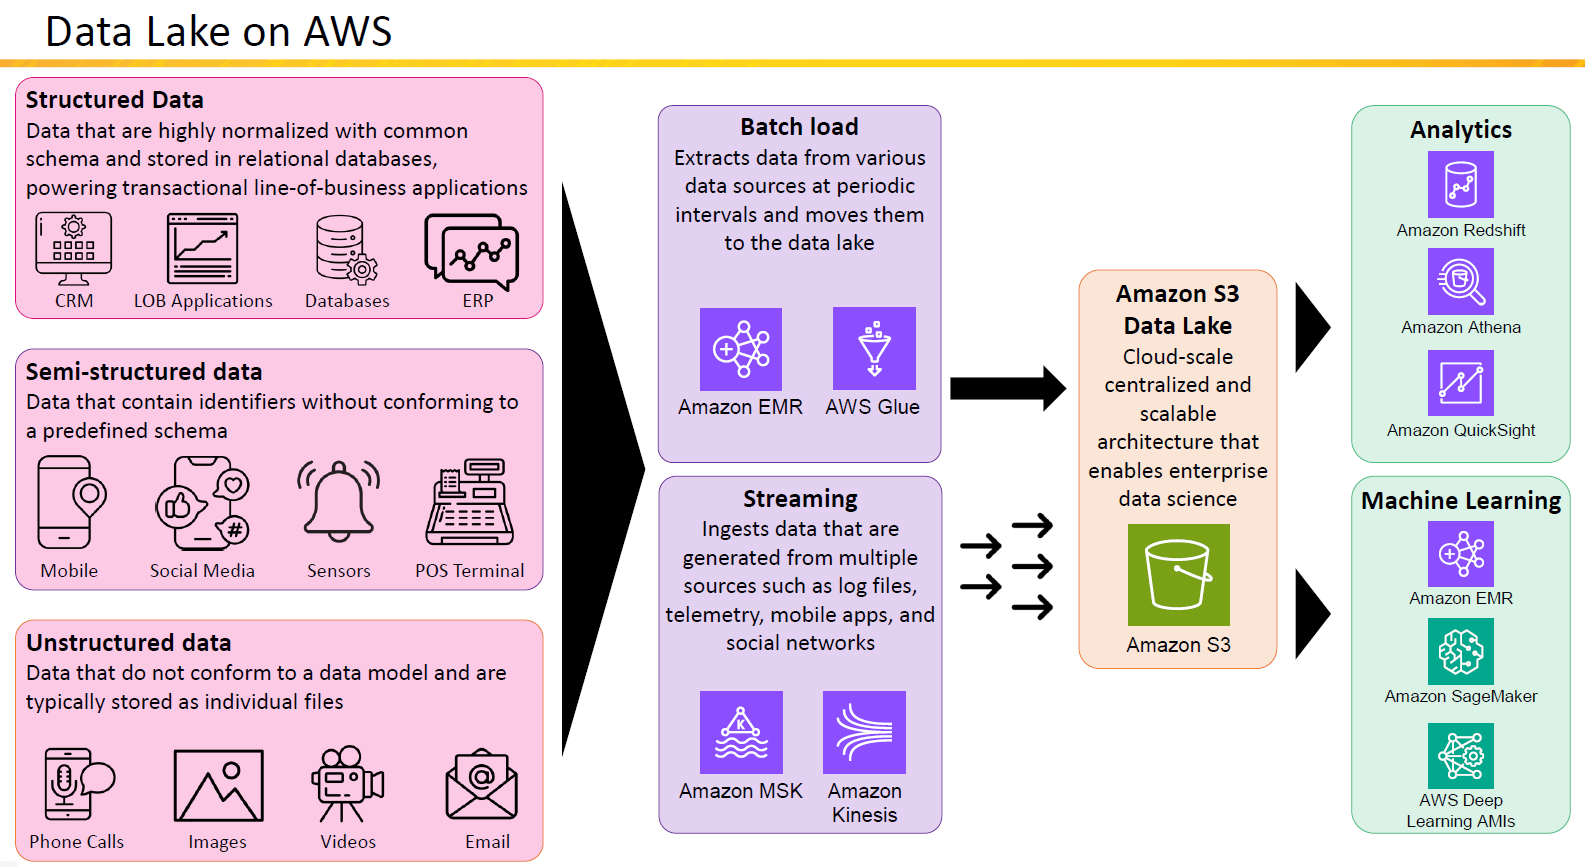 Data Lake on AWS
Structured Data
Data that are highly normalized with common
schema and stored in relational databases,
powering transactional line-of-business applications
CRM
LOB Applications
Databases
ERP
Semi-structured data
Data that contain identifiers without conforming to
a predefined schema
#
Mobile
Social Media
Sensors
POS Terminal
Unstructured data
Data that do not conform to a data model and are
typically stored as individual files
@
Phone Calls
Images
Videos
Email
Batch load
Extracts data from various
data sources at periodic
intervals and moves them
to the data lake
Amazon EMR
AWS Glue
Streaming
Ingests data that are
generated from multiple
sources such as log files,
telemetry, mobile apps, and
social networks
K
Amazon MSK
Amazon
Kinesis
Amazon S3
Data Lake
Cloud-scale
centralized and
scalable
architecture that
enables enterprise
data science
Amazon S3
Analytics
Amazon Redshift
Amazon Athena
Amazon QuickSight
Machine Learning
Amazon EMR
Amazon SageMaker
AWS Deep
Learning AMIs